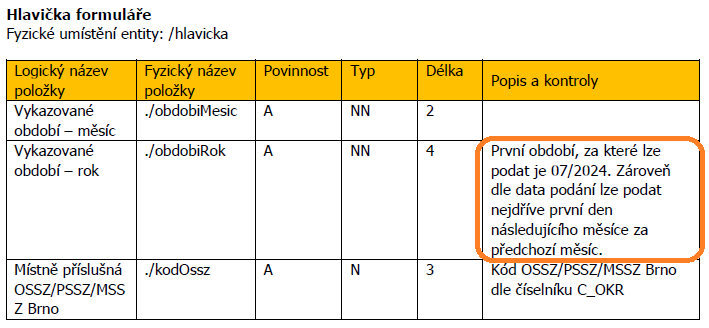 Hlavička formuláře
Fyzické umístění entity: /hlavicka
Logický název položky Fyzický název položky Povinnost Typ Délka Popis a kontroly
Vykazované období – měsíc ./obdobiMesic A NN 2
Vykazované období – rok ./obdobiRok A NN 4 První období, za které lze
podat je 07/2024. Zároveň
dle data podání lze podat
nejdříve první den
následujícího měsíce za
předchozí měsíc.
Místně příslušná ./kodOssz A N 3 Kód OSSZ/PSSZ/MSSZ Brno
OSSZ/PSSZ/MSS dle číselníku C_OKR
Z Brno